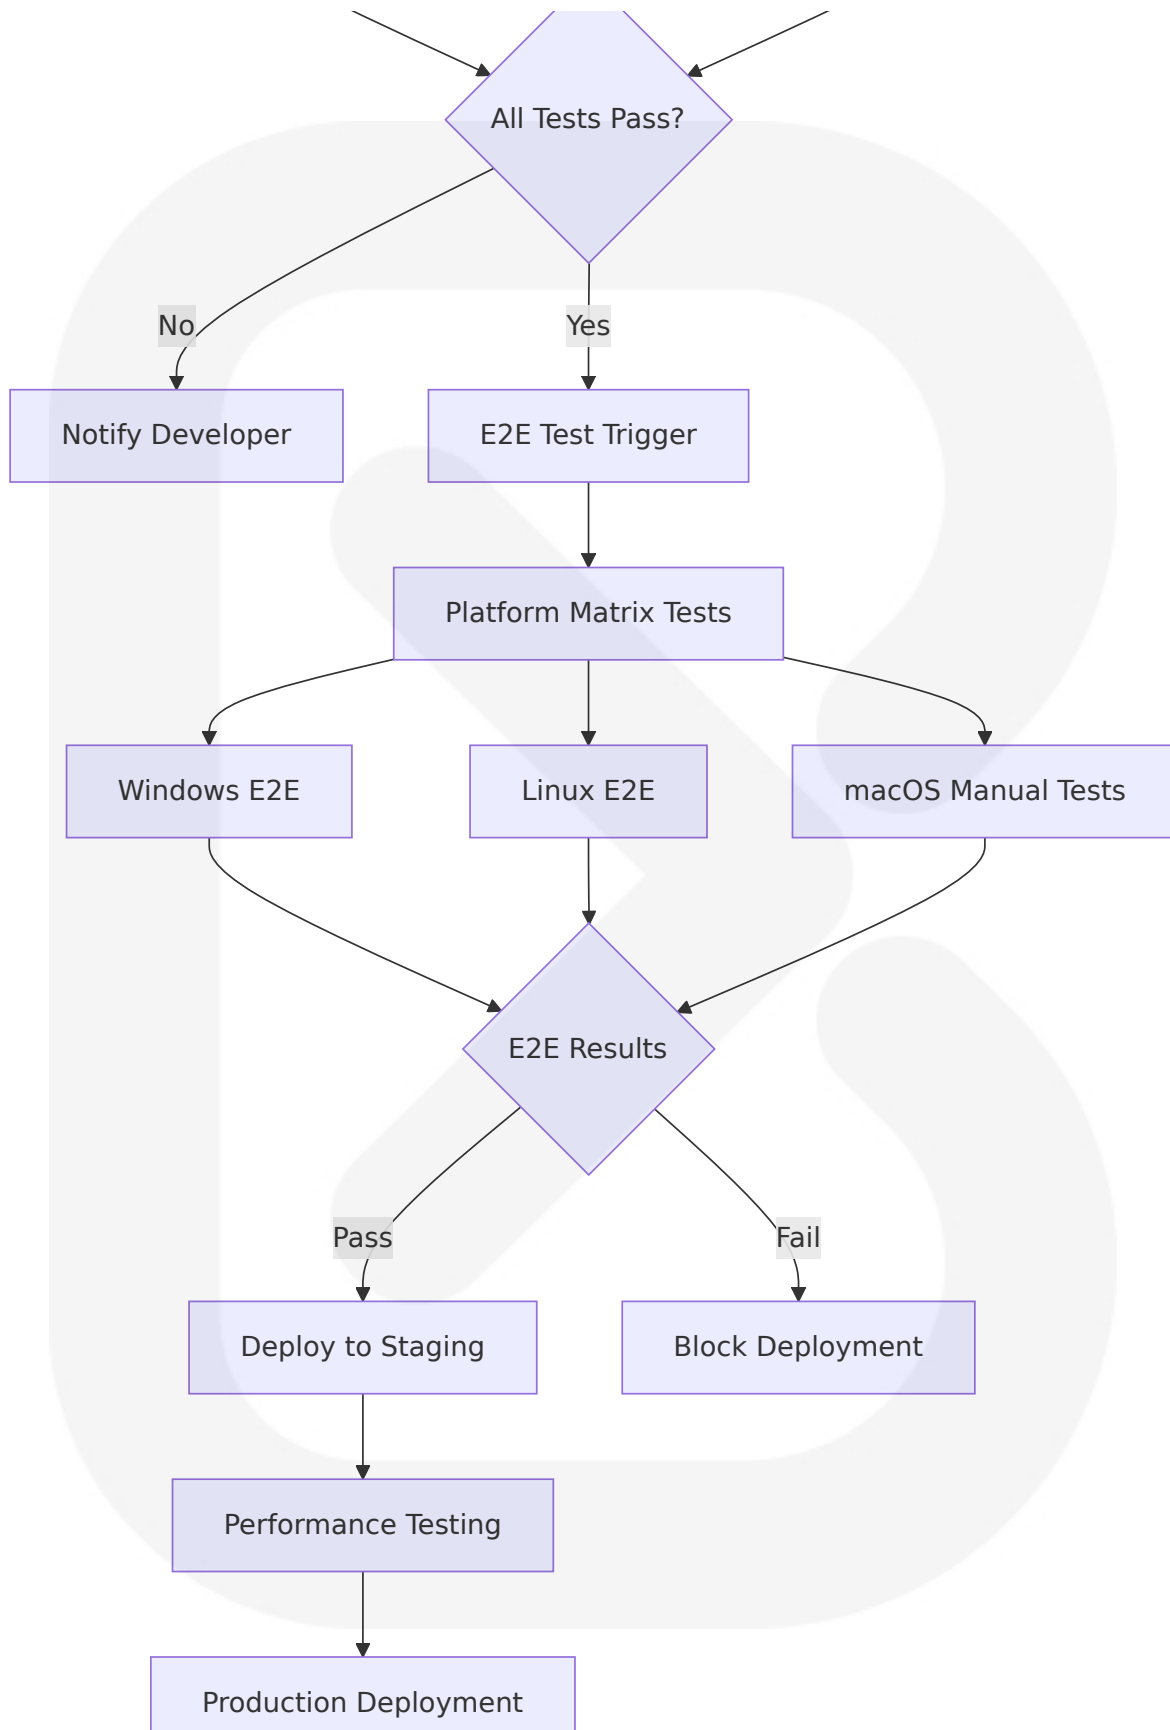 All Tests Pass?
No
Yes
Notify Developer
E2E Test Trigger
Platform Matrix Tests
Windows E2E
Linux E2E
macOS Manual Tests
E2E Results
Pass
Fail
Deploy to Staging
Block Deployment
Performance Testing
Production Deployment